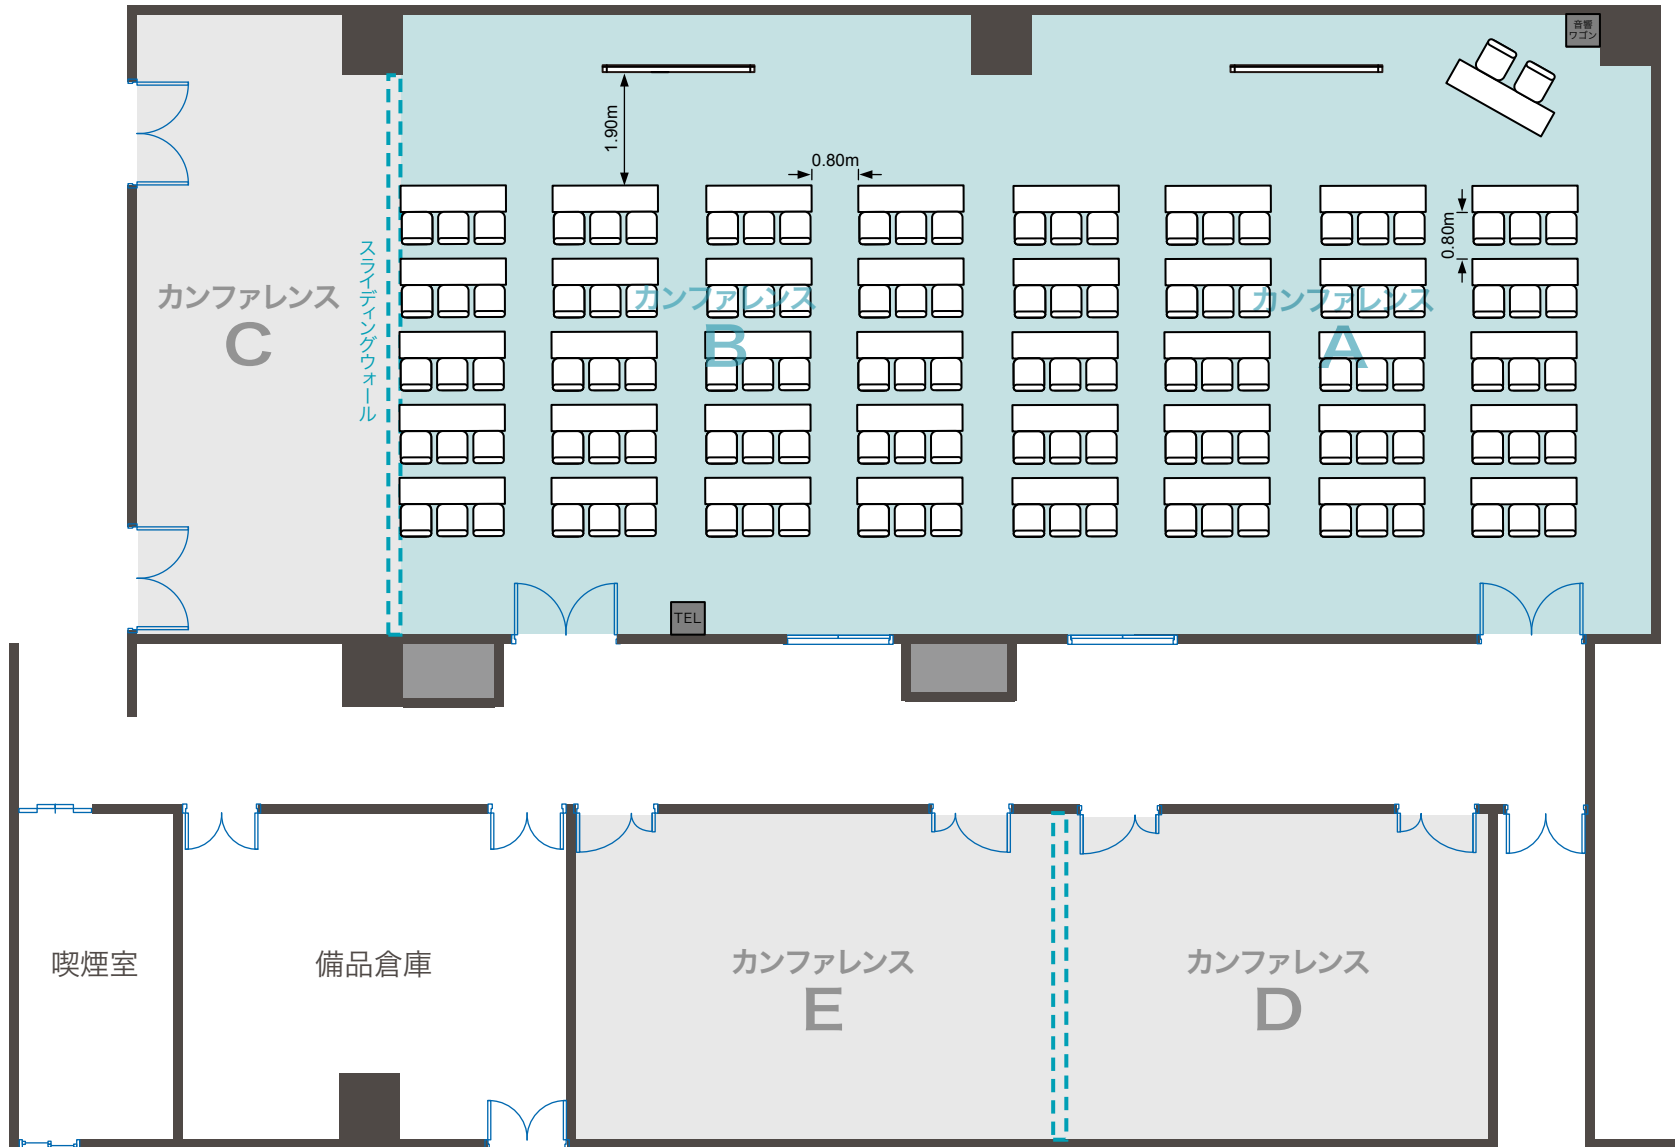 音響
ワゴン
1.90m
0.80m
0.80m
スライディングウォール
カンファレンス
C
カンファレンス
B
カンファレンス
A
TEL
喫煙室
備品倉庫
カンファレンス
E
カンファレンス
D